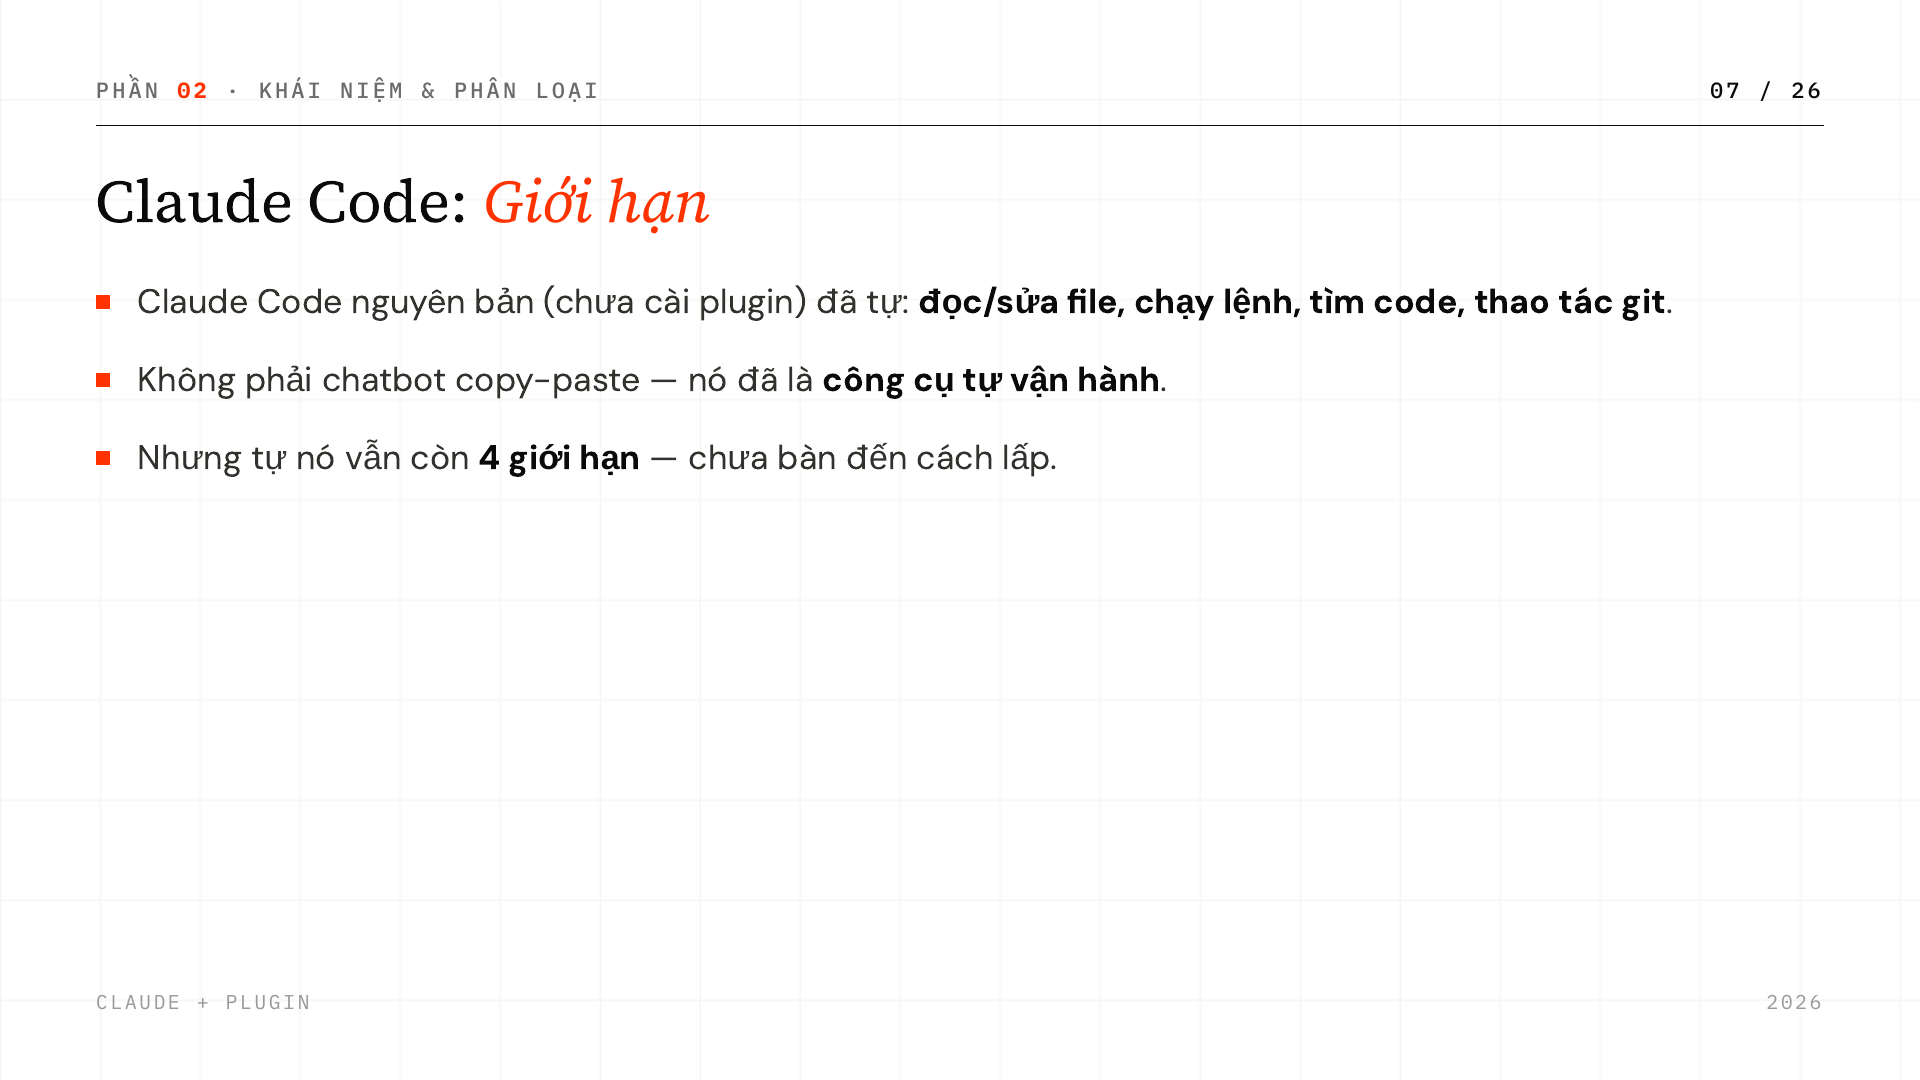 PHẦN 02 · KHÁI NIỆM & PHÂN LOẠI
07 / 26
Claude Code: Giới hạn
Claude Code nguyên bản (chưa cài plugin) đã tự: đọc/sửa file, chạy lệnh, tìm code, thao tác git.
Không phải chatbot copy-paste — nó đã là công cụ tự vận hành.
Nhưng tự nó vẫn còn 4 giới hạn — chưa bàn đến cách lấp.
CLAUDE + PLUGIN
2026